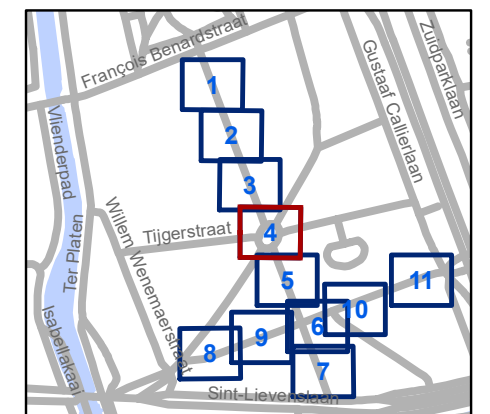 François Benardstraat
Zuidparklaan
Gustaaf Callierlaan
1
Vlienderpad
2
3
Willem Wenemaerstraat
Tijgerstraat
4
Ter Platen
5
11
10
6
Isabellakaai
9
8
7
Sint-Lievenslaan